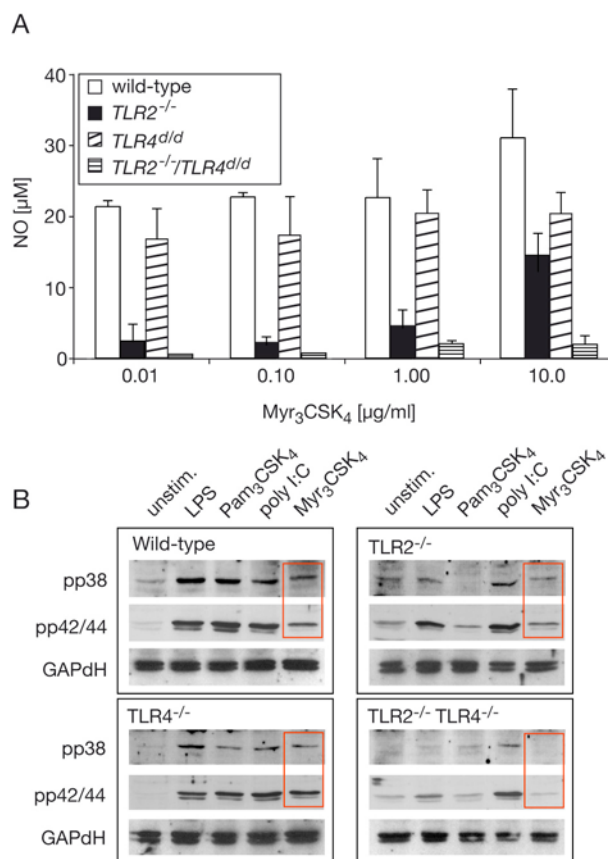 A
wild-type
TLR2-/-
TLR4d/d
TLR2-/-/TLR4d/d
NO [µM]
40
30
20
10
0
0.01 0.10 1.00 10.0
Myr3CSK4 [µg/ml]
B
unstim. LPS Pam3CSK4 poly I:C Myr3CSK4 unstim. LPS Pam3CSK4 poly I:C Myr3CSK4
Wild-type TLR2-/-
pp38
pp42/44
GAPdH
TLR4-/- TLR2-/- TLR4-/-
pp38
pp42/44
GAPdH